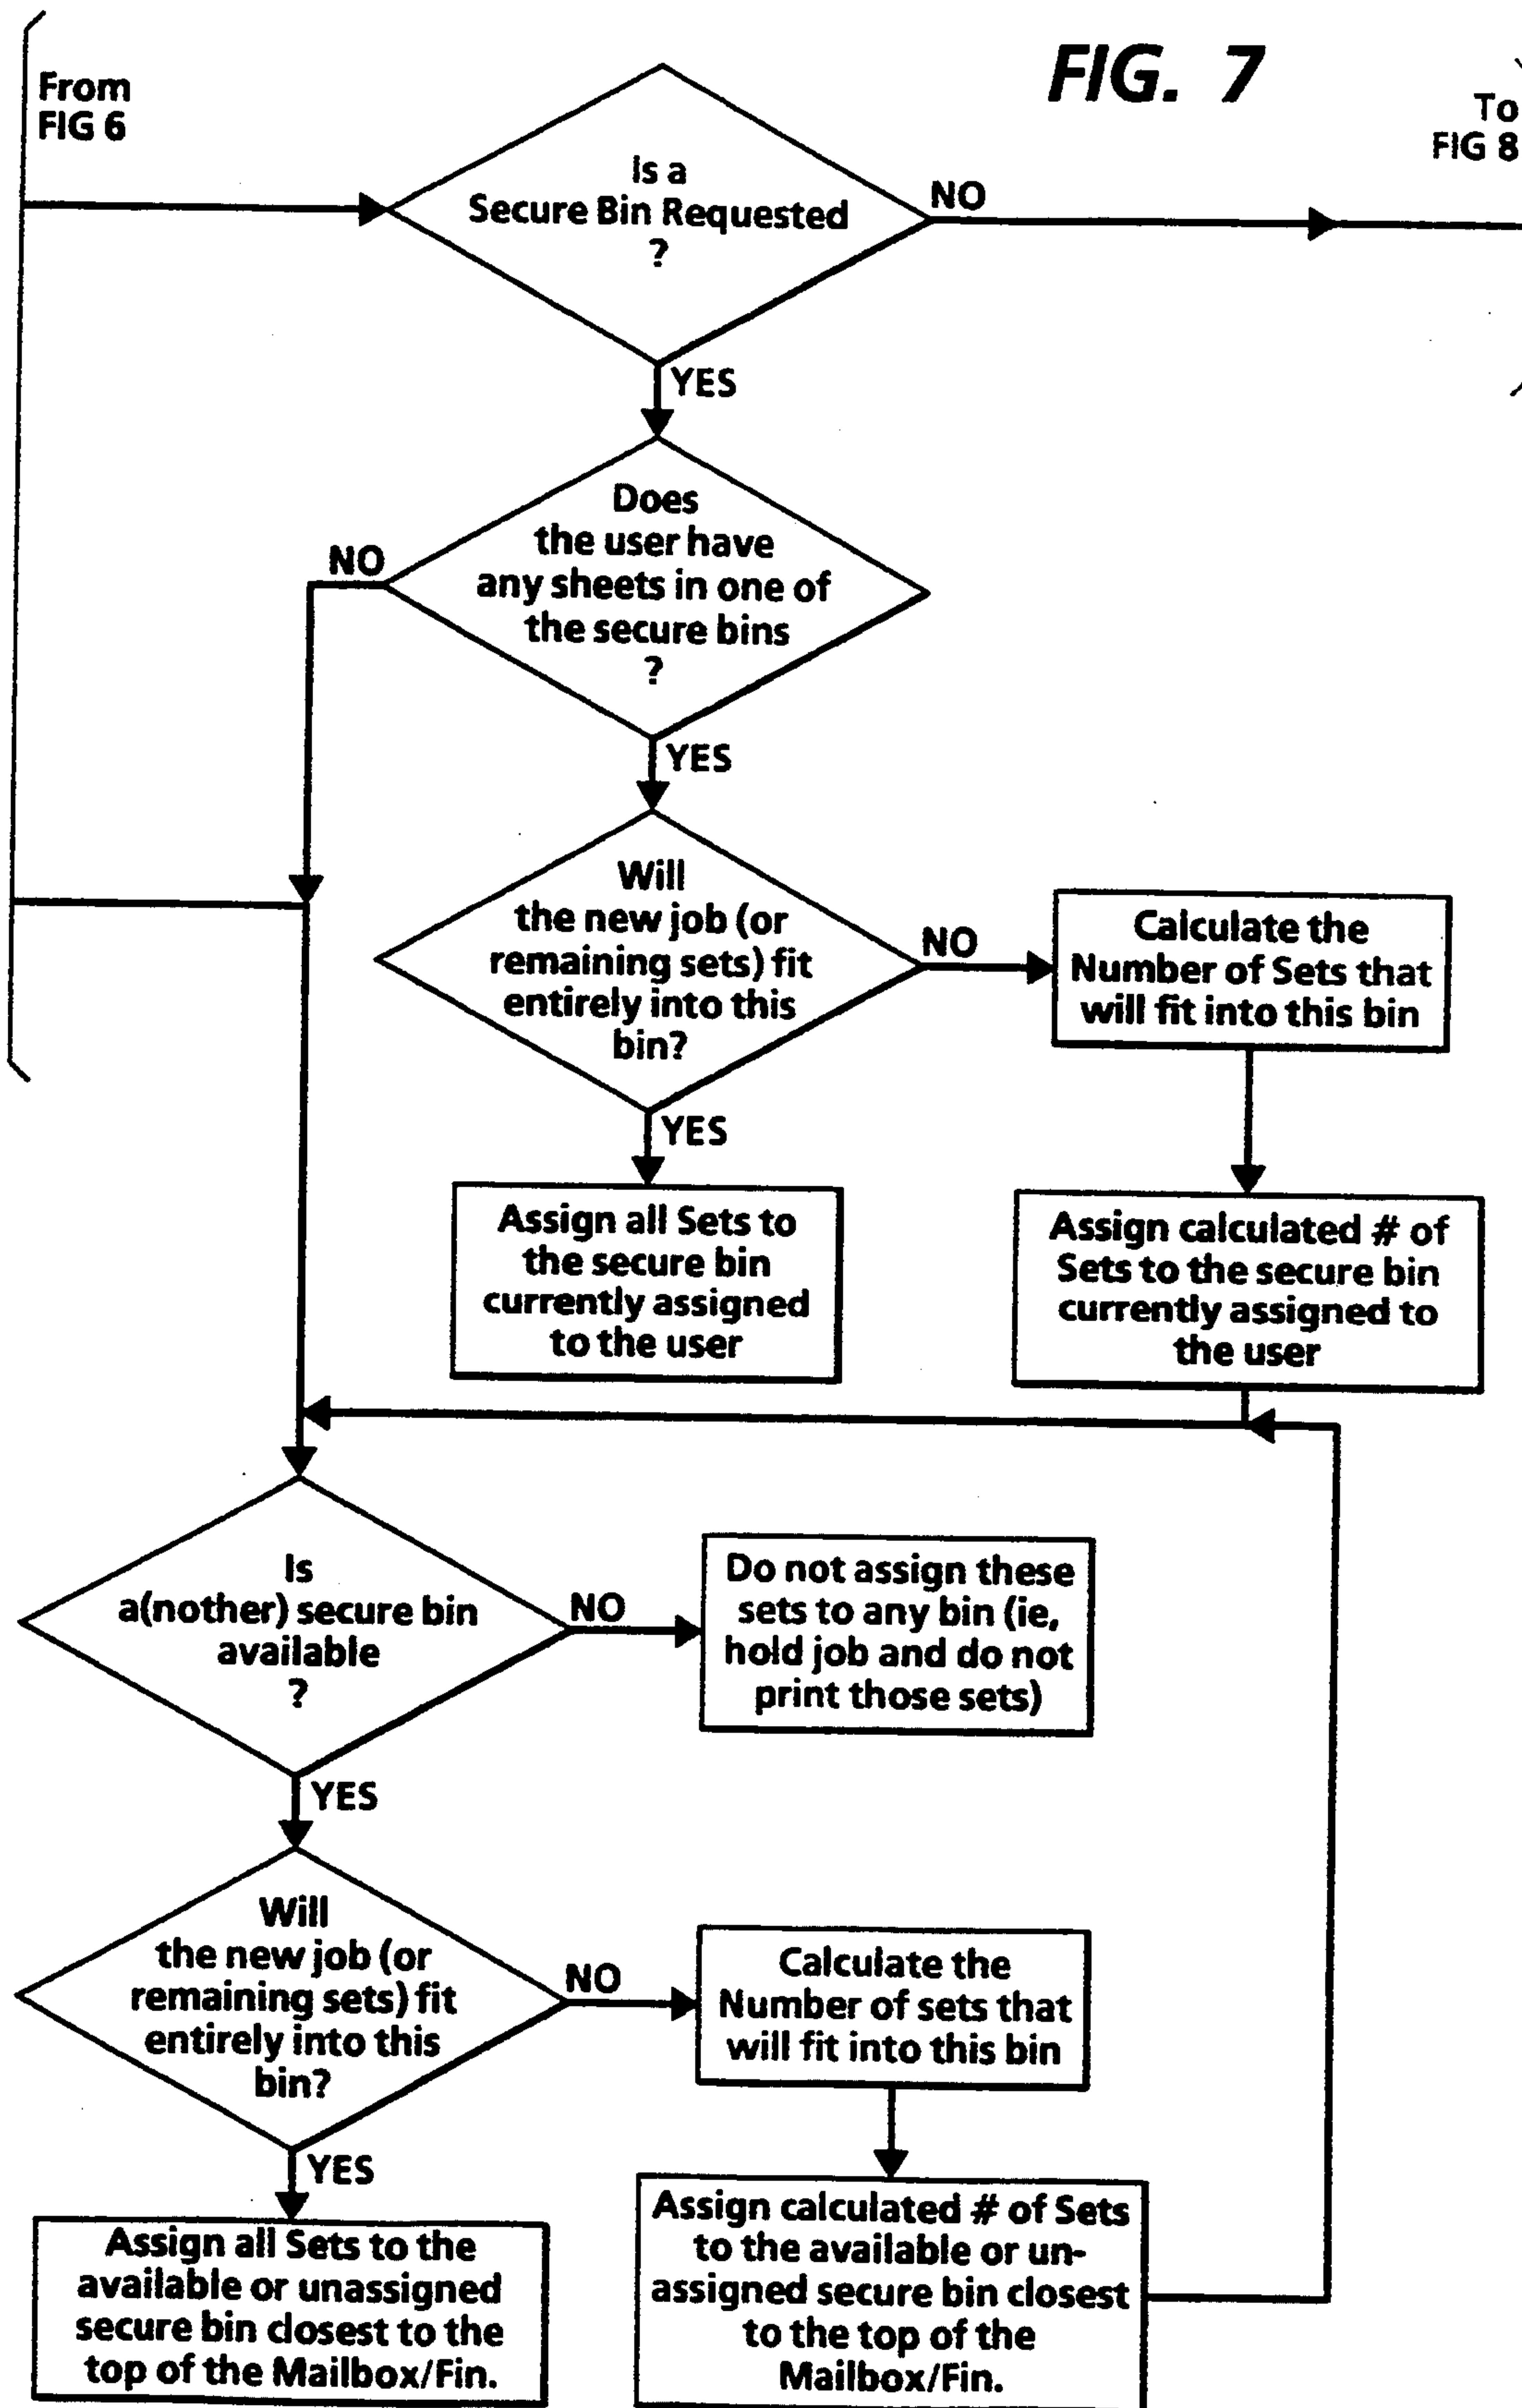 FIG. 7
From
FIG 6
To
FIG 8
Is a
Secure Bin Requested
?
NO
YES
Does
the user have
any sheets in one of
the secure bins
?
NO
YES
Will
the new job (or
remaining sets) fit
entirely into this
bin?
NO
Calculate the
Number of Sets that
will fit into this bin
YES
Assign all Sets to
the secure bin
currently assigned
to the user
Assign calculated # of
Sets to the secure bin
currently assigned to
the user
Is
a(nother) secure bin
available
?
NO
Do not assign these
sets to any bin (ie,
hold job and do not
print those sets)
YES
Will
the new job (or
remaining sets) fit
entirely into this
bin?
NO
Calculate the
Number of sets that
will fit into this bin
YES
Assign all Sets to the
available or unassigned
secure bin closest to the
top of the Mailbox/Fin.
Assign calculated # of Sets
to the available or un-
assigned secure bin closest
to the top of the
Mailbox/Fin.